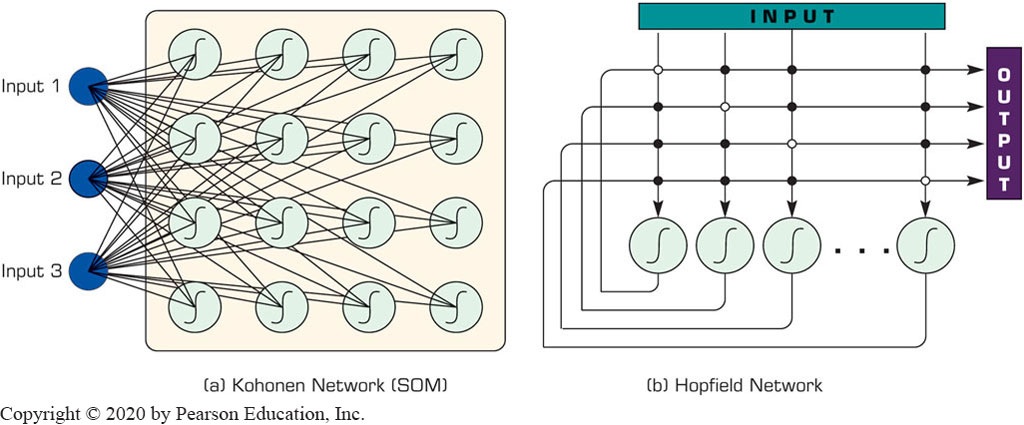 INPUT
OUTPUT
Input 1
Input 2
Input 3
(a) Kohonen Network (SOM)
(b) Hopfield Network
Copyright © 2020 by Pearson Education, Inc.